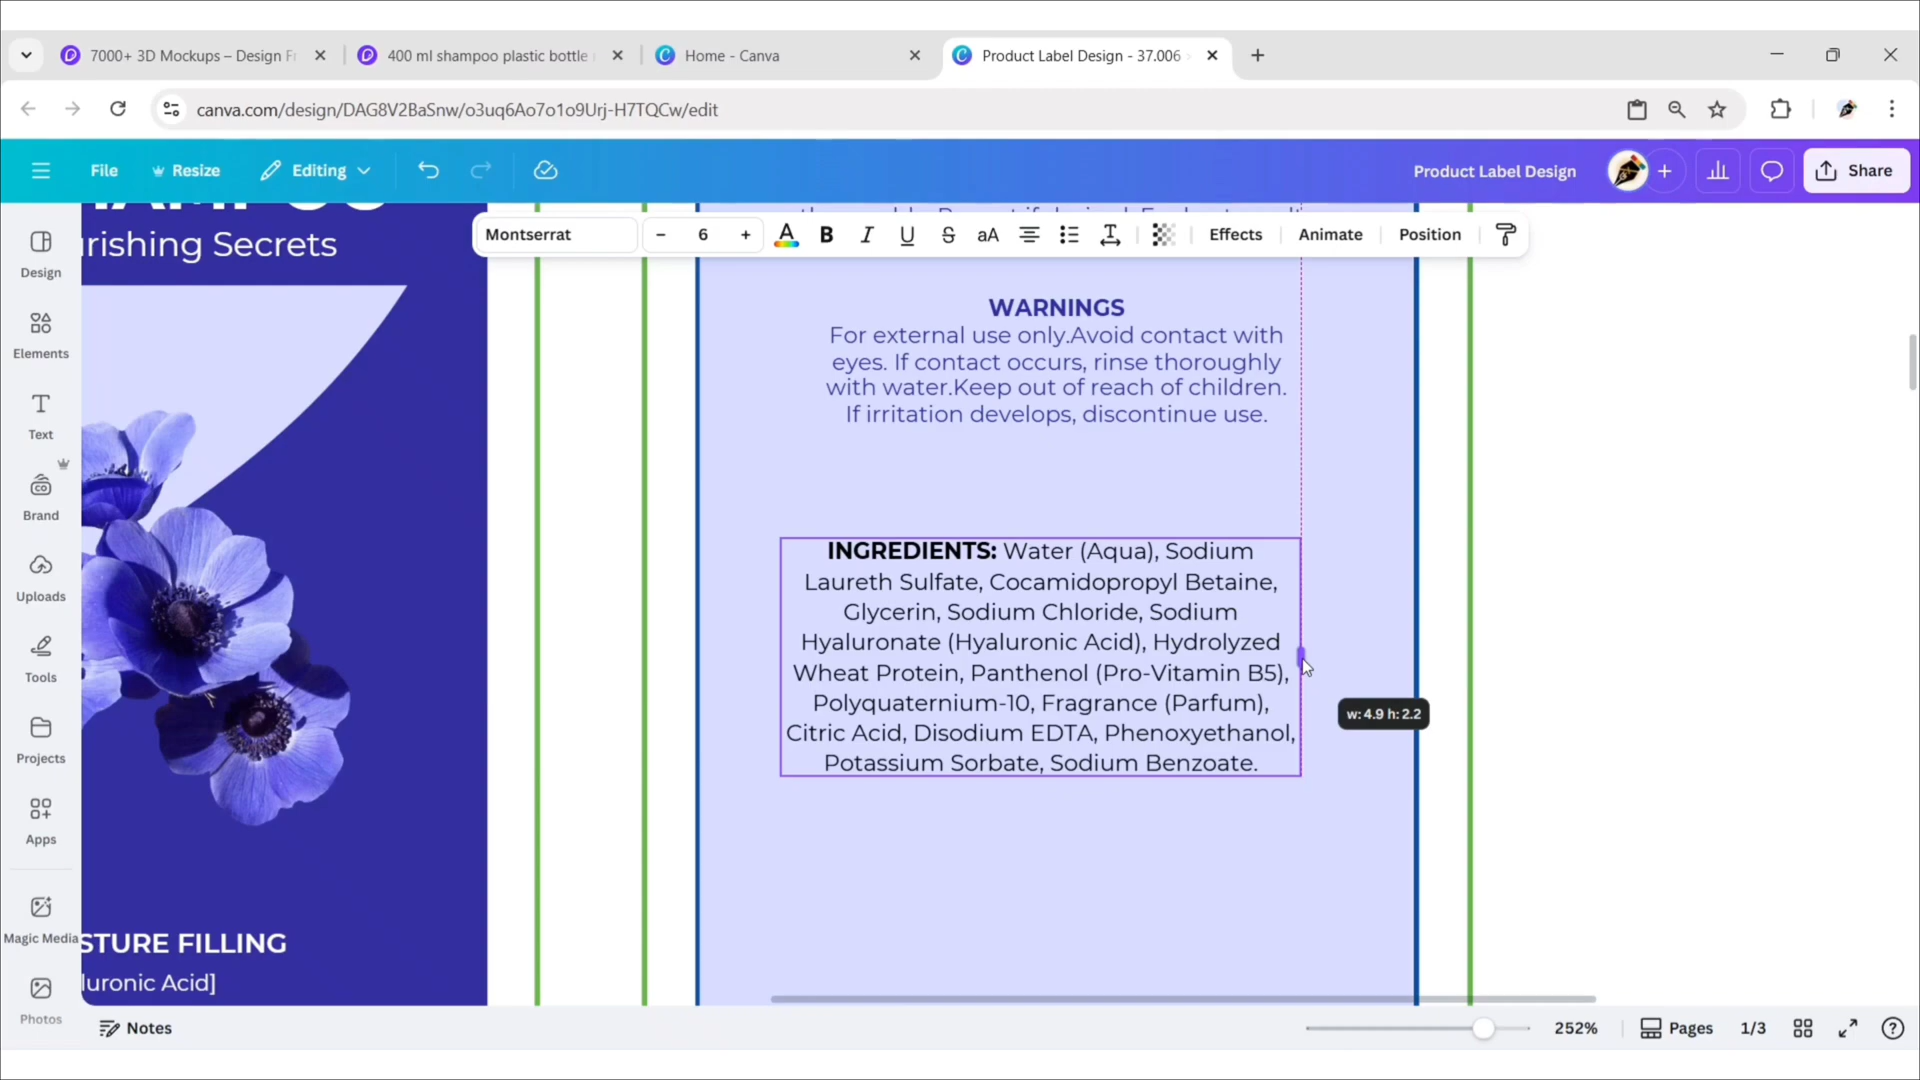 7000+ 3D Mockups – Design Fr
400 ml shampoo plastic bottle
Home - Canva
Product Label Design - 37.006
canva.com/design/DAG8V2BaSnw/o3uq6Ao7o1o9Urj-H7TQCw/edit
File
Resize
Editing
Product Label Design
Share
Montserrat
– 6 +
A
B
I
U
S
aA
Effects
Animate
Position
Design
Elements
Text
Brand
Uploads
Tools
Projects
Apps
Magic Media
Photos
rishing Secrets
STURE FILLING
luronic Acid]
WARNINGS
For external use only.Avoid contact with
eyes. If contact occurs, rinse thoroughly
with water.Keep out of reach of children.
If irritation develops, discontinue use.
INGREDIENTS: Water (Aqua), Sodium
Laureth Sulfate, Cocamidopropyl Betaine,
Glycerin, Sodium Chloride, Sodium
Hyaluronate (Hyaluronic Acid), Hydrolyzed
Wheat Protein, Panthenol (Pro-Vitamin B5),
Polyquaternium-10, Fragrance (Parfum),
Citric Acid, Disodium EDTA, Phenoxyethanol,
Potassium Sorbate, Sodium Benzoate.
w: 4.9 h: 2.2
Notes
252%
Pages
1/3